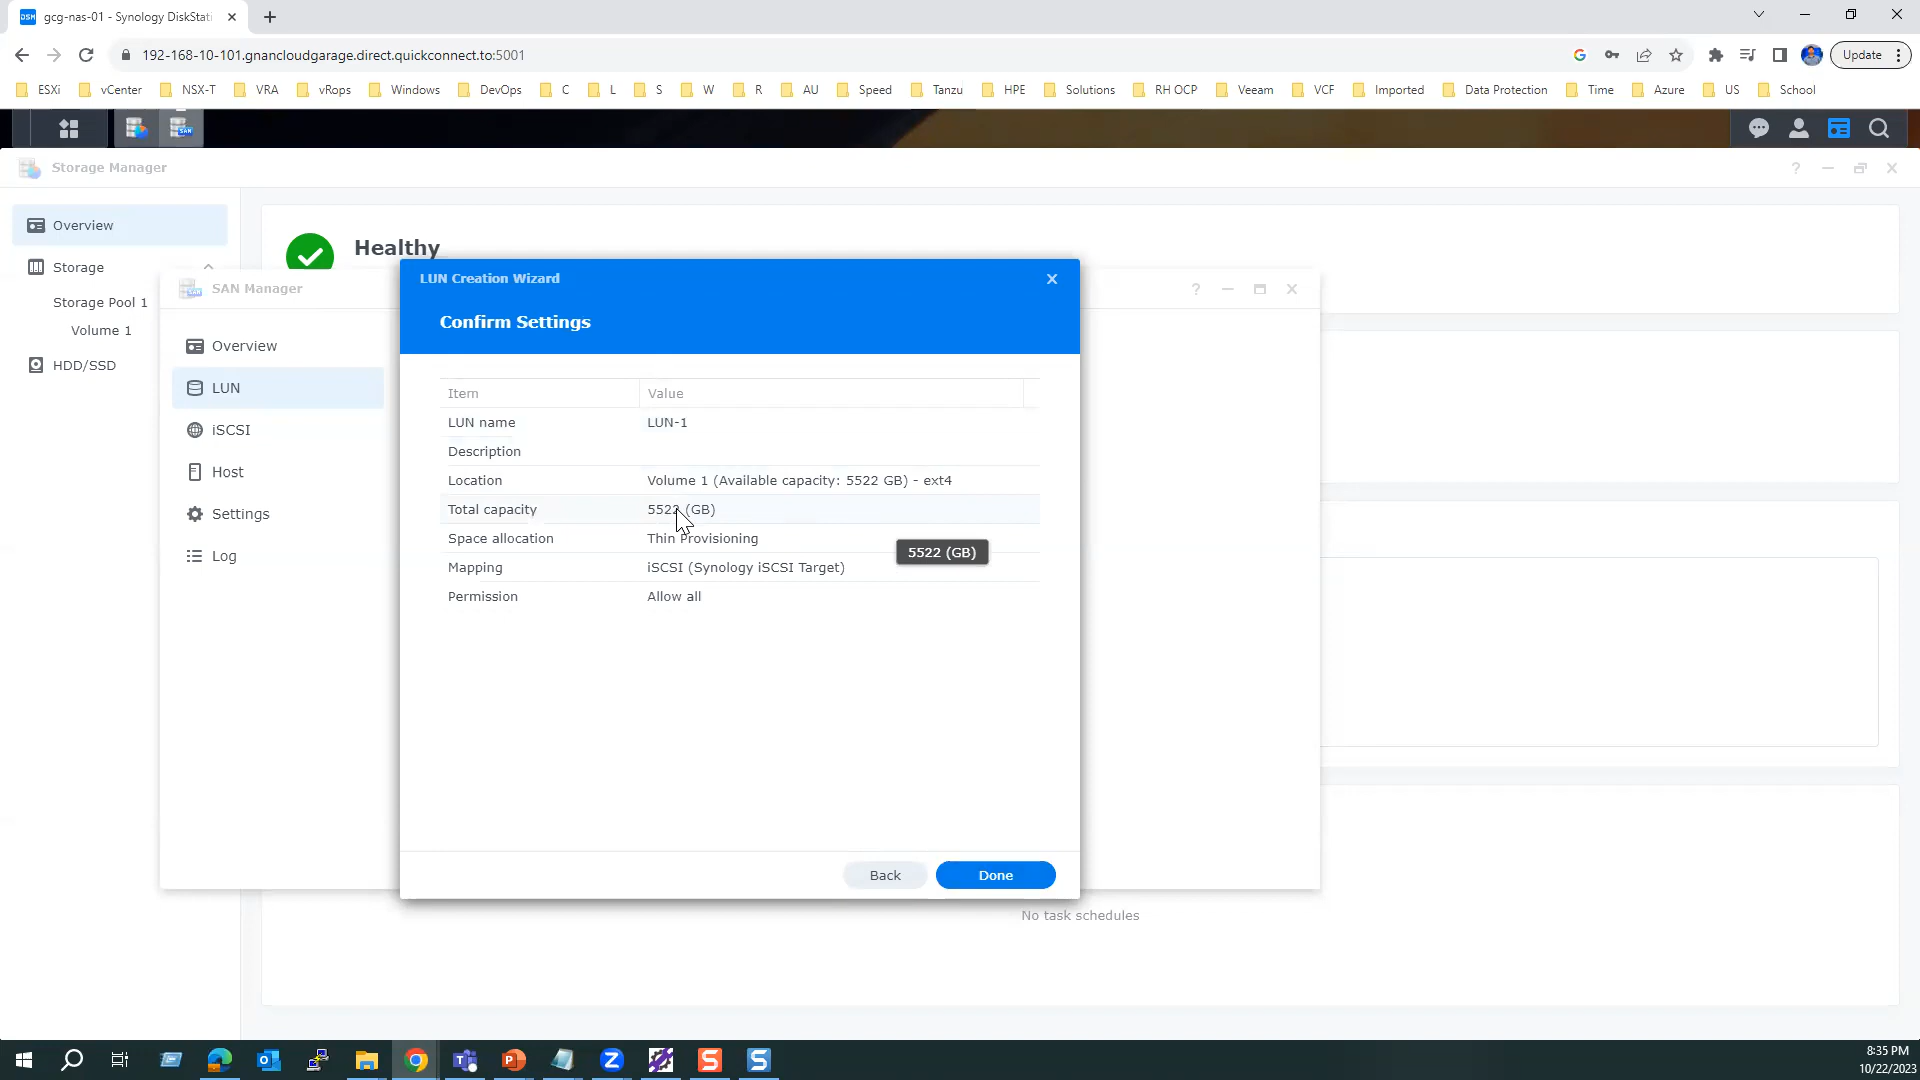 gcg-nas-01 - Synology DiskStati
192-168-10-101.gnancloudgarage.direct.quickconnect.to:5001
Update
ESXi vCenter NSX-T VRA vRops Windows DevOps C L S W R AU Speed Tanzu HPE Solutions RH OCP Veeam VCF Imported Data Protection Time Azure US School
Storage Manager
Overview
Storage
Storage Pool 1
Volume 1
HDD/SSD
Healthy
SAN Manager
Overview
LUN
iSCSI
Host
Settings
Log
LUN Creation Wizard
Confirm Settings
Item Value
LUN name LUN-1
Description
Location Volume 1 (Available capacity: 5522 GB) - ext4
Total capacity 5522 (GB)
Space allocation Thin Provisioning
5522 (GB)
Mapping iSCSI (Synology iSCSI Target)
Permission Allow all
Back Done
No task schedules
8:35 PM
10/22/2023